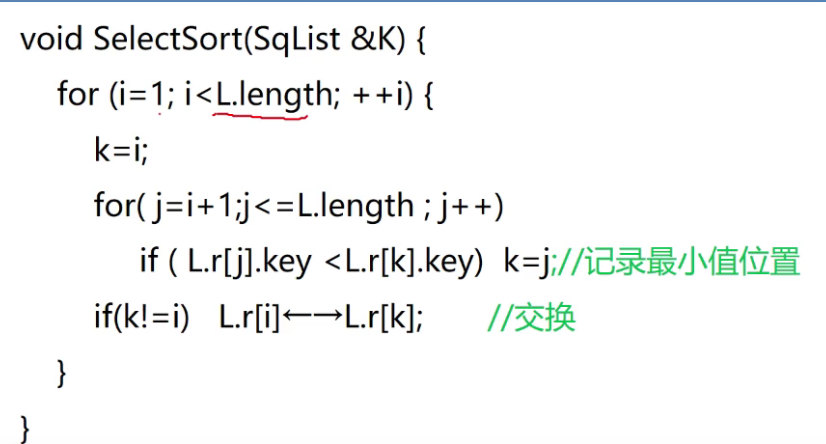 void SelectSort(SqList &K) {
for (i=1; i<L.length; ++i) {
k=i;
for( j=i+1;j<=L.length ; j++)
if ( L.r[j].key <L.r[k].key) k=j;//记录最小值位置
if(k!=i) L.r[i]←→L.r[k]; //交换
}
}